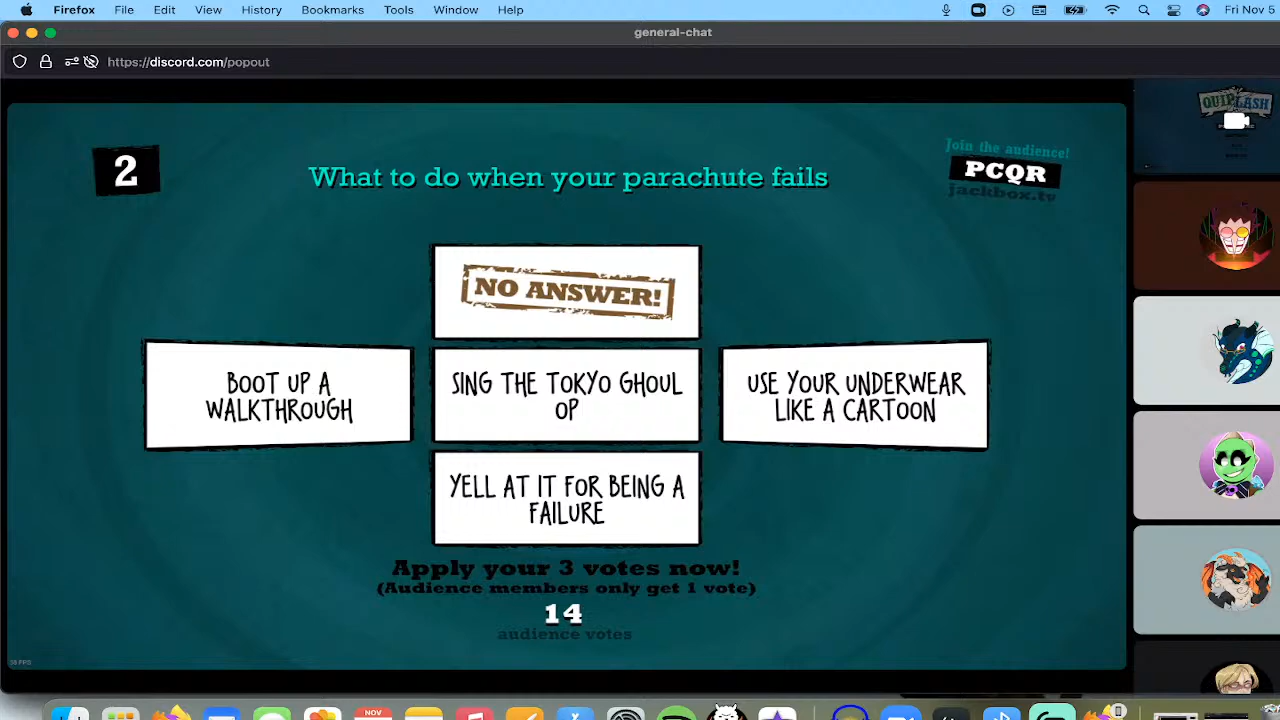 Firefox File Edit View History Bookmarks Tools Window Help Fri Nov 5
general-chat
https://discord.com/popout
QUIPLASH
2
What to do when your parachute fails
Join the audience!
PCQR
jackbox.tv
NO ANSWER!
BOOT UP A
WALKTHROUGH
SING THE TOKYO GHOUL
OP
USE YOUR UNDERWEAR
LIKE A CARTOON
YELL AT IT FOR BEING A
FAILURE
Apply your 3 votes now!
(Audience members only get 1 vote)
14
audience votes
NOV